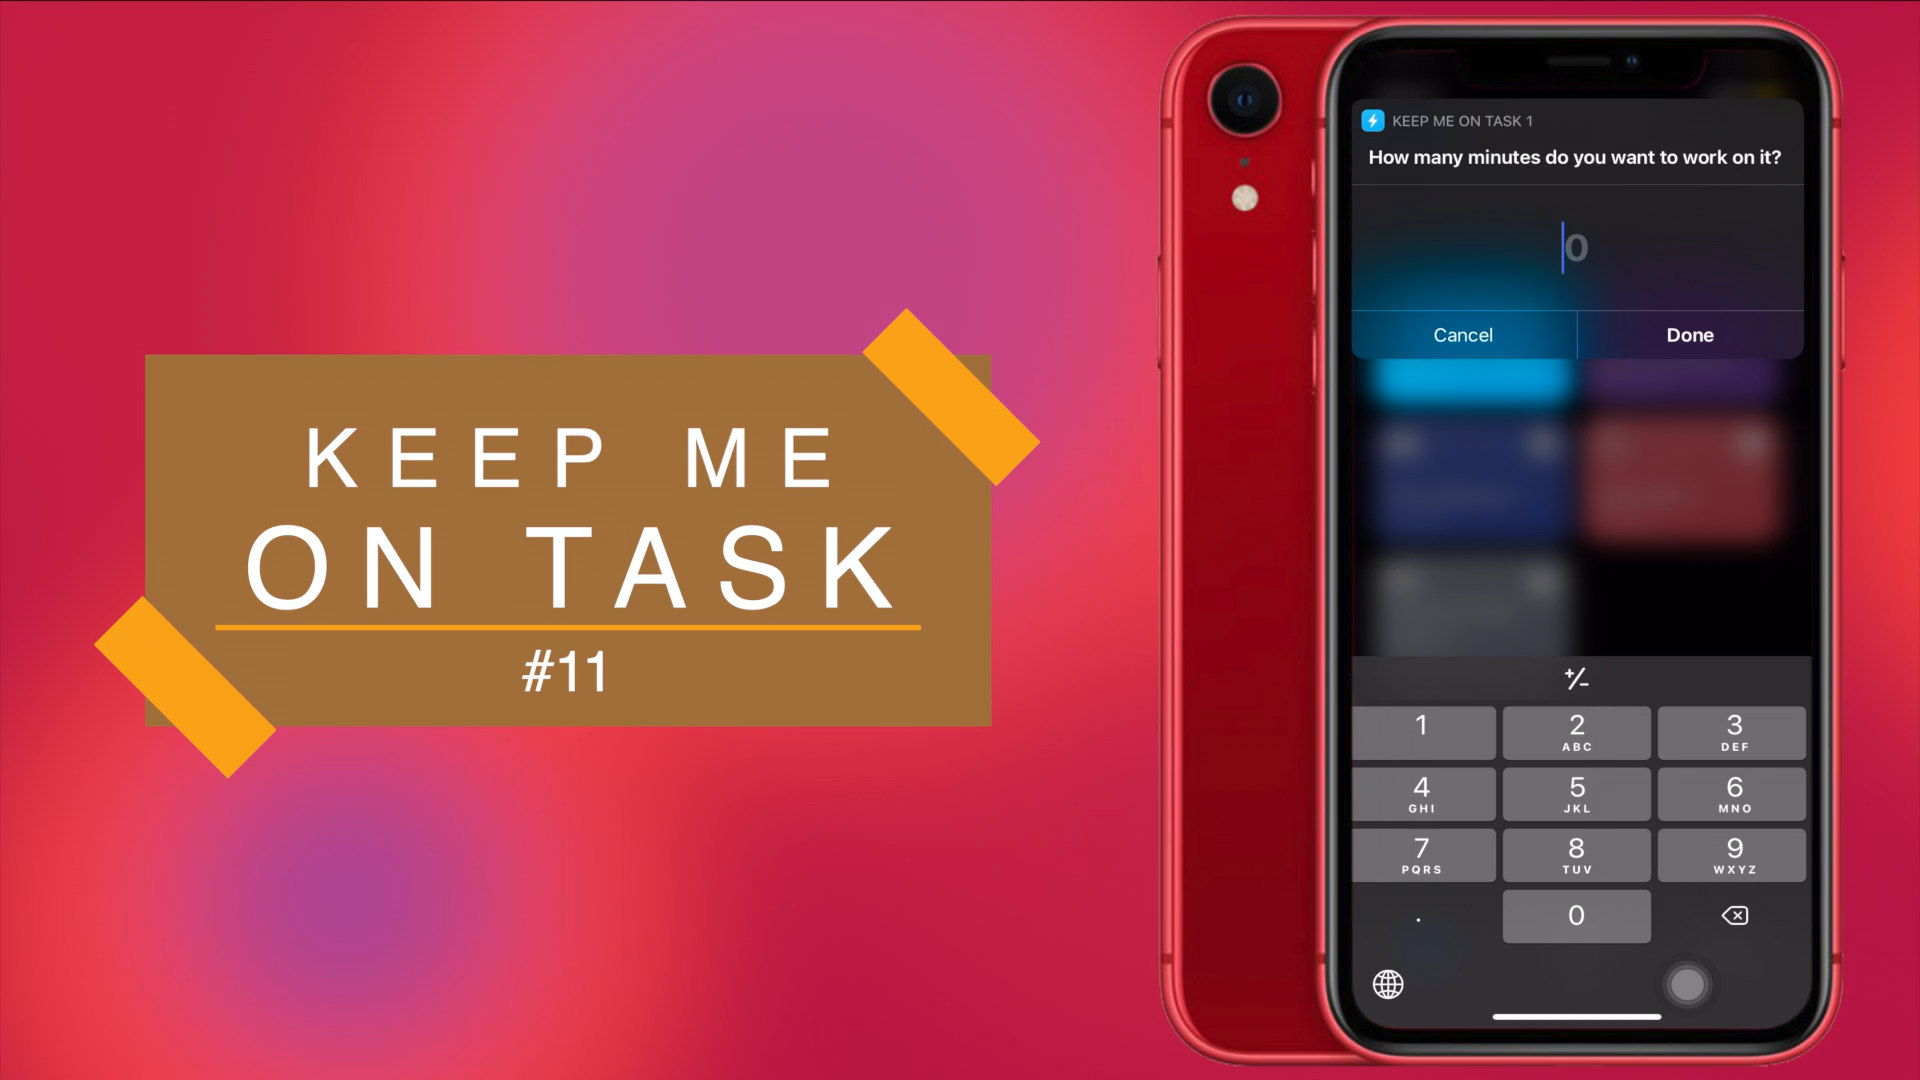 KEEP ME
ON TASK
#11
KEEP ME ON TASK 1
How many minutes do you want to work on it?
0
Cancel Done
+/-
1 2 3
ABC DEF
4 5 6
GHI JKL MNO
7 8 9
PQRS TUV WXYZ
. 0